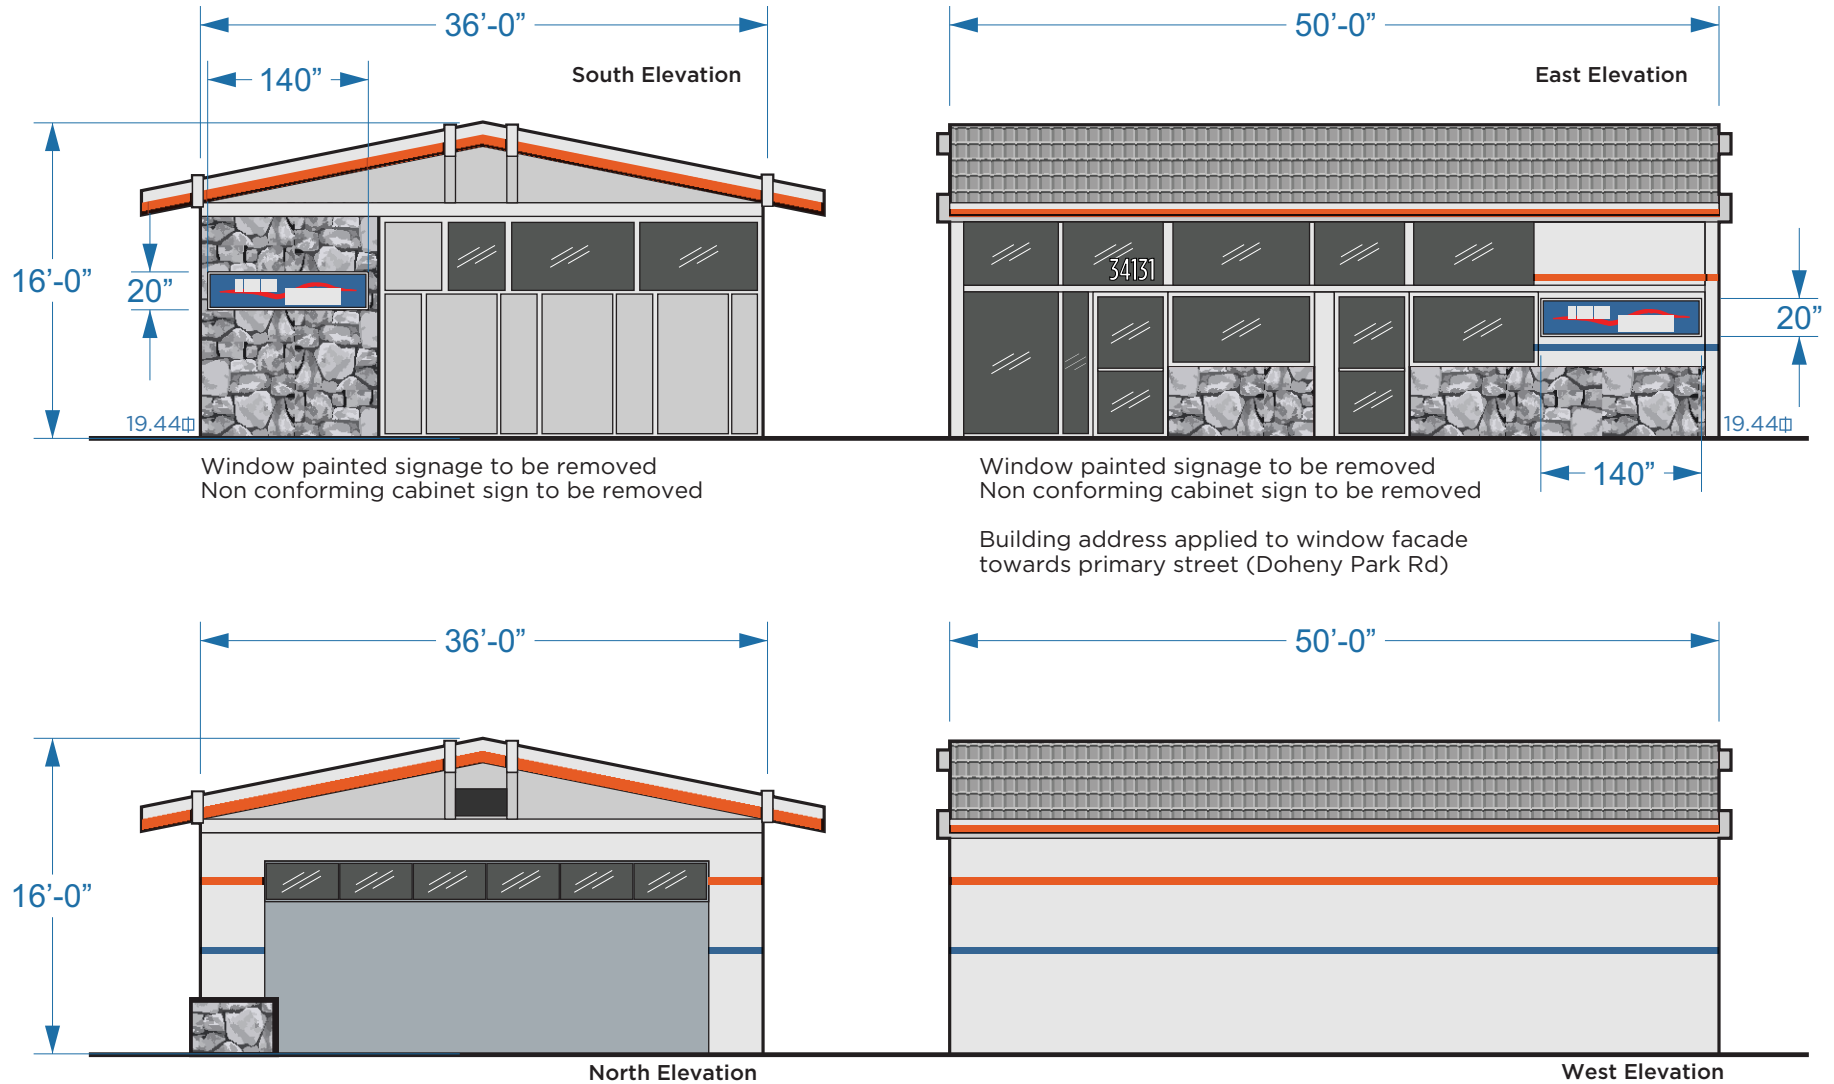 36’-0”
50’-0”
140”
South Elevation
East Elevation
16’-0”
20”
34131
20”
19.44
19.44
Window painted signage to be removed
Non conforming cabinet sign to be removed
Window painted signage to be removed
Non conforming cabinet sign to be removed
140”
Building address applied to window facade
towards primary street (Doheny Park Rd)
36’-0”
50’-0”
16’-0”
North Elevation
West Elevation